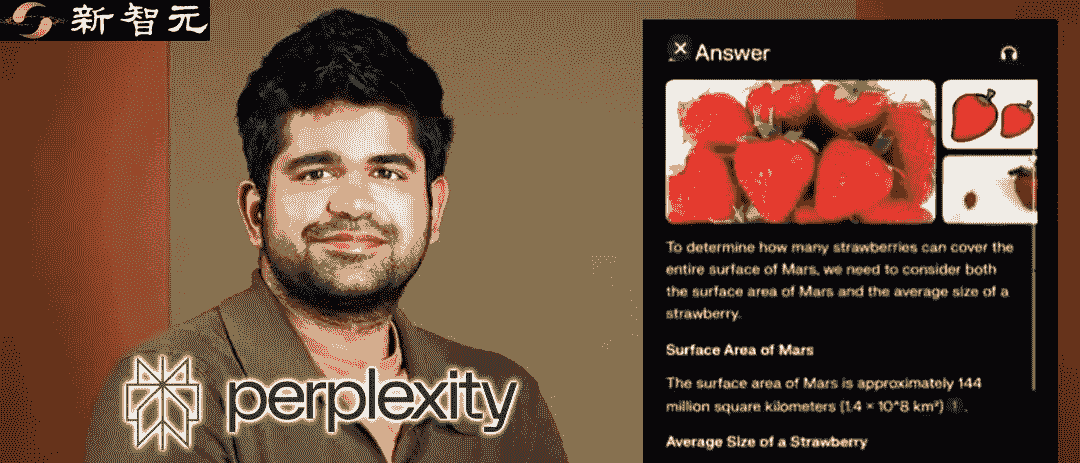 新智元
perplexity
Answer
To determine how many strawberries can cover the
entire surface of Mars, we need to consider both
the surface area of Mars and the average size of a
strawberry.
Surface Area of Mars
The surface area of Mars is approximately 144
million square kilometers (1.4 × 10^8 km²)
Average Size of a Strawberry